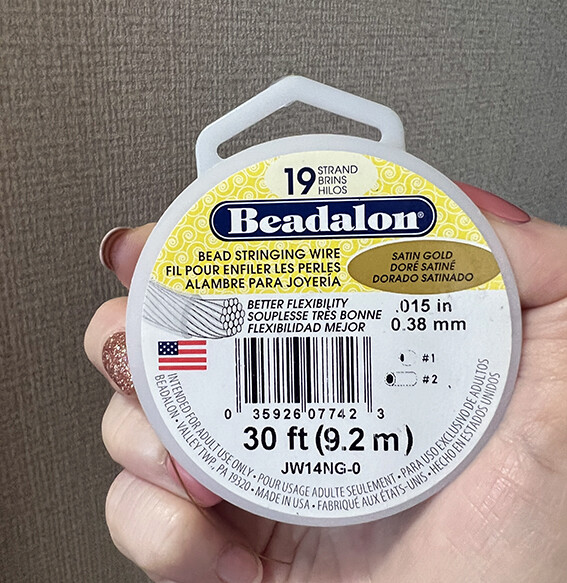 19 STRAND
BRINS
HILOS
Beadalon®
BEAD STRINGING WIRE
FIL POUR ENFILER LES PERLES
ALAMBRE PARA JOYERÍA
SATIN GOLD
DORÉ SATINÉ
DORADO SATINADO
BETTER FLEXIBILITY
SOUPLESSE TRÈS BONNE
FLEXIBILIDAD MEJOR
.015 in
0.38 mm
#1
#2
0 35926 07742 3
30 ft (9.2 m)
JW14NG-0
INTENDED FOR ADULT USE ONLY • POUR USAGE ADULTE SEULEMENT • PARA USO EXCLUSIVO DE ADULTOS
BEADALON • VALLEY TWP., PA 19320 • MADE IN USA • FABRIQUÉ AUX ÉTATS-UNIS • HECHO EN ESTADOS UNIDOS